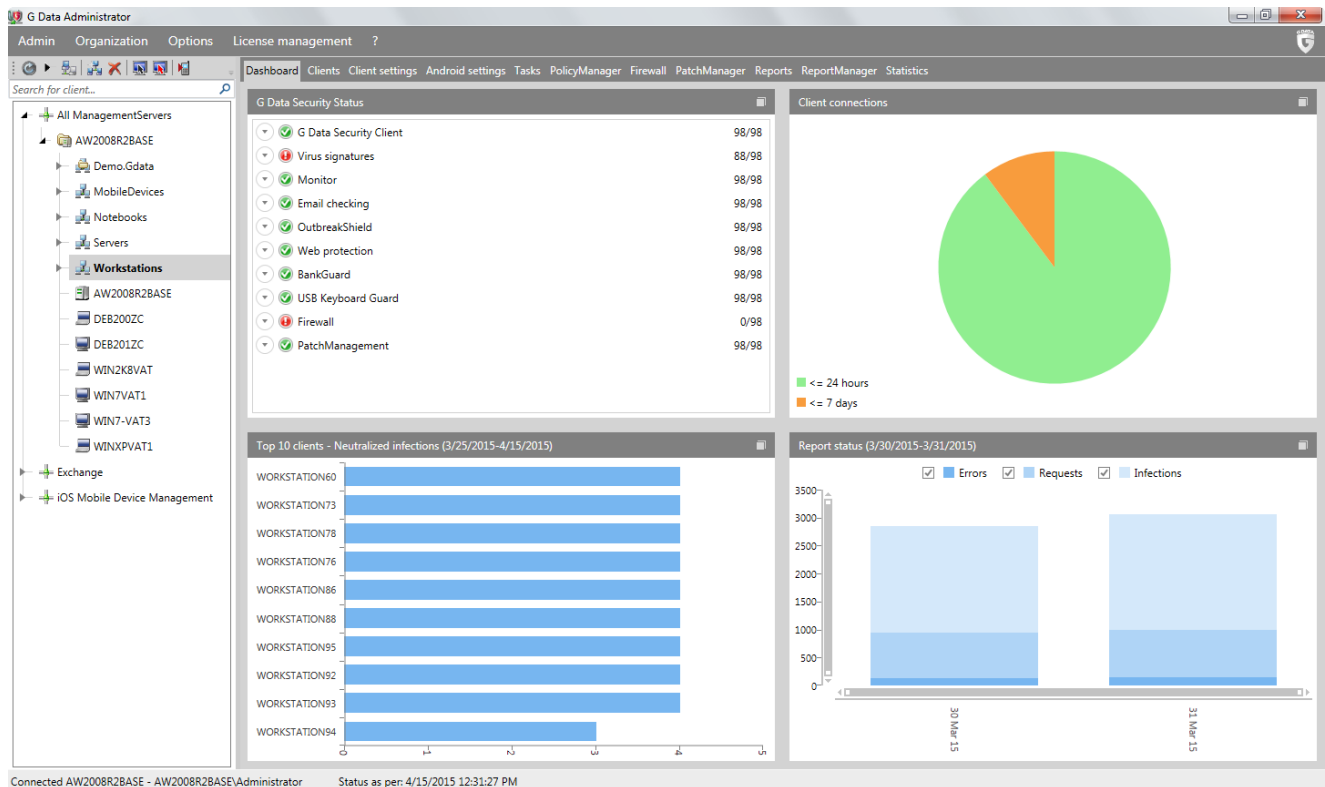 G Data Administrator
Admin Organization Options License management ?
G DATA
Search for client...
All ManagementServers
AW2008R2BASE
Demo.Gdata
MobileDevices
Notebooks
Servers
Workstations
AW2008R2BASE
DEB200ZC
DEB201ZC
WIN2K8VAT
WIN7VAT1
WIN7-VAT3
WINXPVAT1
Exchange
iOS Mobile Device Management
Dashboard Clients Client settings Android settings Tasks PolicyManager Firewall PatchManager Reports ReportManager Statistics
G Data Security Status
G Data Security Client 98/98
Virus signatures 88/98
Monitor 98/98
Email checking 98/98
OutbreakShield 98/98
Web protection 98/98
BankGuard 98/98
USB Keyboard Guard 98/98
Firewall 0/98
PatchManagement 98/98
Client connections
<= 24 hours
<= 7 days
Top 10 clients - Neutralized infections (3/25/2015-4/15/2015)
WORKSTATION60
WORKSTATION73
WORKSTATION78
WORKSTATION76
WORKSTATION86
WORKSTATION88
WORKSTATION95
WORKSTATION92
WORKSTATION93
WORKSTATION94
0 1 2 3 4 5
Report status (3/30/2015-3/31/2015)
Errors Requests Infections
3500
3000
2500
2000
1500
1000
500
0
30 Mar 15
31 Mar 15
Connected AW2008R2BASE - AW2008R2BASE\Administrator Status as per: 4/15/2015 12:31:27 PM